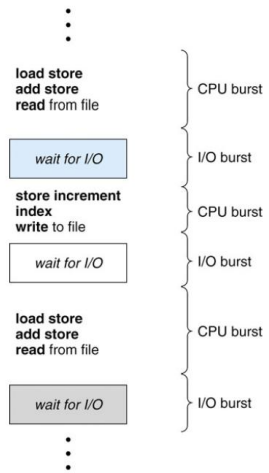 load store
add store
read from file
CPU burst
wait for I/O
I/O burst
store increment
index
write to file
CPU burst
wait for I/O
I/O burst
load store
add store
read from file
CPU burst
wait for I/O
I/O burst